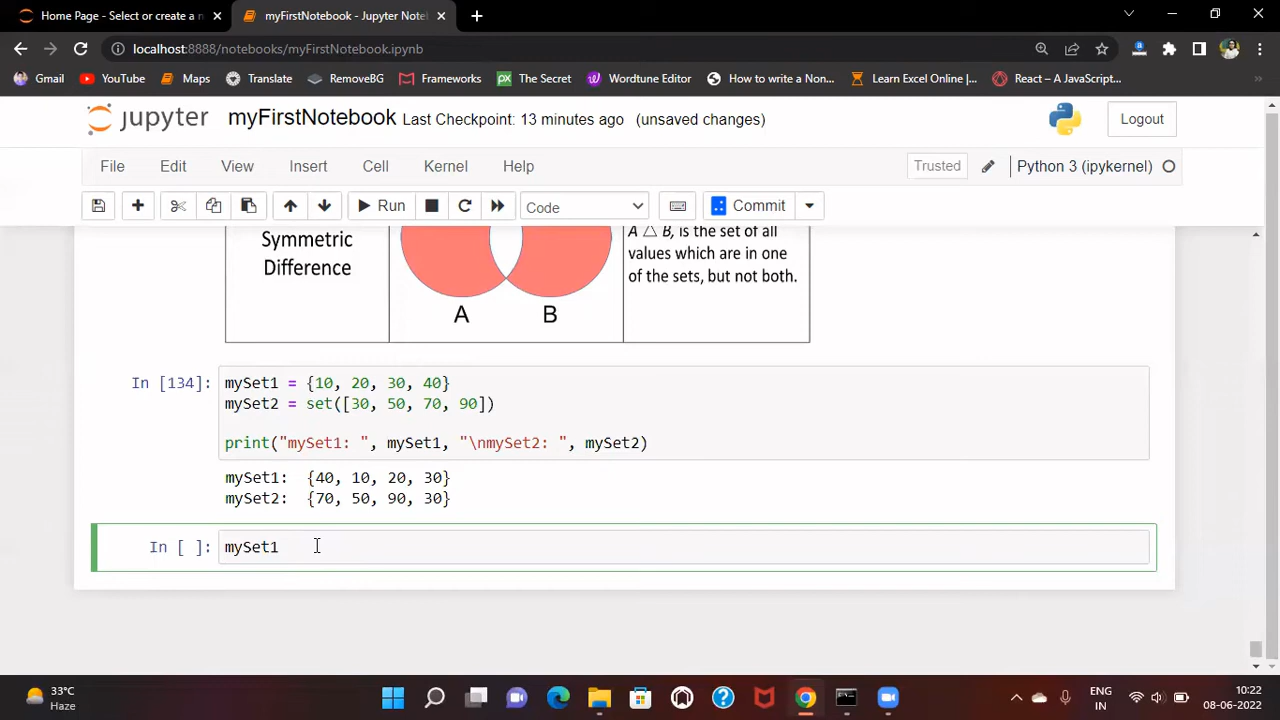 Home Page - Select or create a n
myFirstNotebook - Jupyter Note
localhost:8888/notebooks/myFirstNotebook.ipynb
Gmail YouTube Maps Translate RemoveBG Frameworks The Secret Wordtune Editor How to write a Non... Learn Excel Online |... React – A JavaScript...
jupyter myFirstNotebook Last Checkpoint: 13 minutes ago (unsaved changes) Logout
File Edit View Insert Cell Kernel Help Trusted Python 3 (ipykernel)
Run Code Commit
Symmetric
Difference
A B
A △ B, is the set of all
values which are in one
of the sets, but not both.
In [134]: mySet1 = {10, 20, 30, 40}
mySet2 = set([30, 50, 70, 90])
print("mySet1: ", mySet1, "\nmySet2: ", mySet2)
mySet1: {40, 10, 20, 30}
mySet2: {70, 50, 90, 30}
In [ ]: mySet1
33°C
Haze
ENG
IN
10:22
08-06-2022